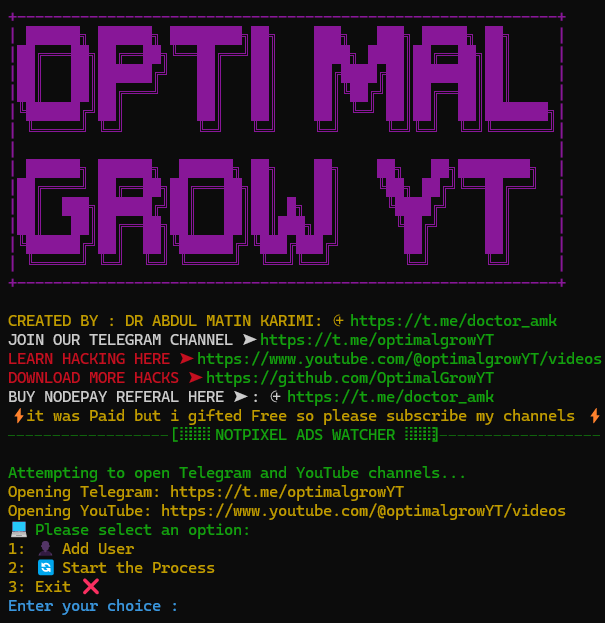 OPTIMAL
GROW YT
CREATED BY : DR ABDUL MATIN KARIMI: https://t.me/doctor_amk
JOIN OUR TELEGRAM CHANNEL ➤https://t.me/optimalgrowYT
LEARN HACKING HERE ➤https://www.youtube.com/@optimalgrowYT/videos
DOWNLOAD MORE HACKS ➤https://github.com/OptimalGrowYT
BUY NODEPAY REFERAL HERE ➤: https://t.me/doctor_amk
⚡it was Paid but i gifted Free so please subscribe my channels ⚡
NOTPIXEL ADS WATCHER
Attempting to open Telegram and YouTube channels...
Opening Telegram: https://t.me/optimalgrowYT
Opening YouTube: https://www.youtube.com/@optimalgrowYT/videos
💻 Please select an option:
1: 👤 Add User
2: 🔄 Start the Process
3: Exit ❌
Enter your choice :